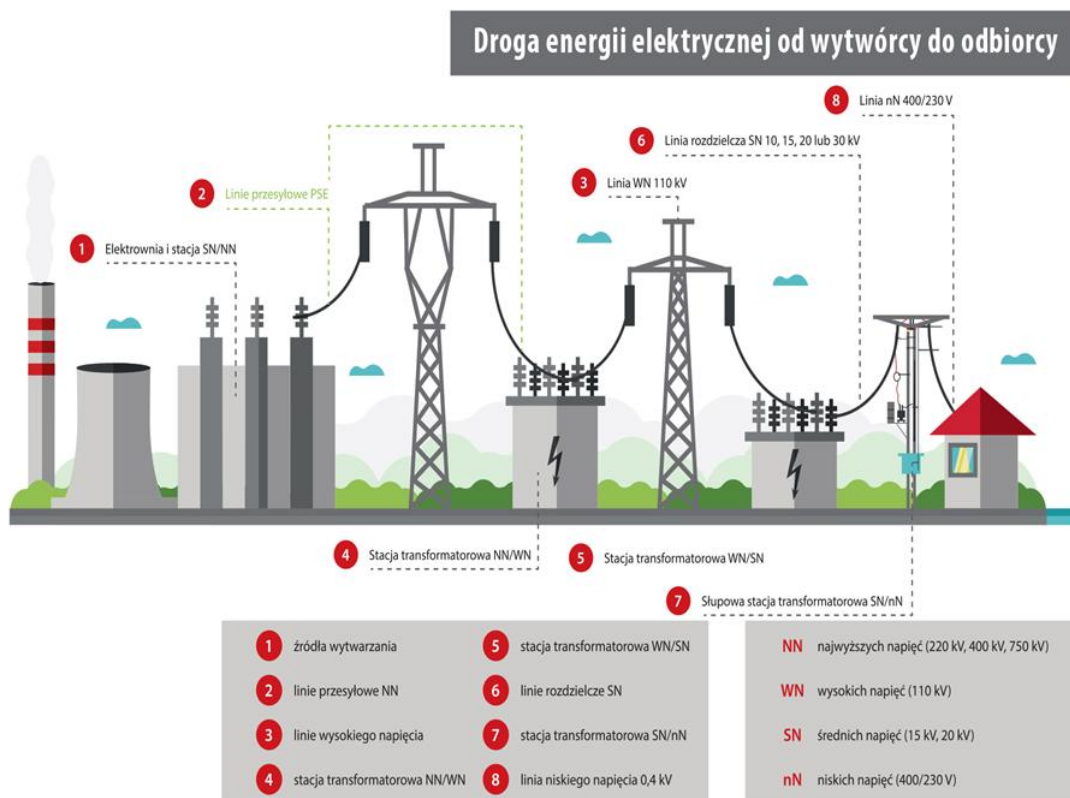 Droga energii elektrycznej od wytwórcy do odbiorcy
8 Linia nN 400/230 V
6 Linia rozdzielcza SN 10, 15, 20 lub 30 kV
3 Linia WN 110 kV
2 Linie przesyłowe PSE
1 Elektrownia i stacja SN/NN
4 Stacja transformatorowa NN/WN
5 Stacja transformatorowa WN/SN
7 Słupowa stacja transformatorowa SN/nN
1 źródła wytwarzania
2 linie przesyłowe NN
3 linie wysokiego napięcia
4 stacja transformatorowa NN/WN
5 stacja transformatorowa WN/SN
6 linie rozdzielcze SN
7 stacja transformatorowa SN/nN
8 linia niskiego napięcia 0,4 kV
NN najwyższych napięć (220 kV, 400 kV, 750 kV)
WN wysokich napięć (110 kV)
SN średnich napięć (15 kV, 20 kV)
nN niskich napięć (400/230 V)